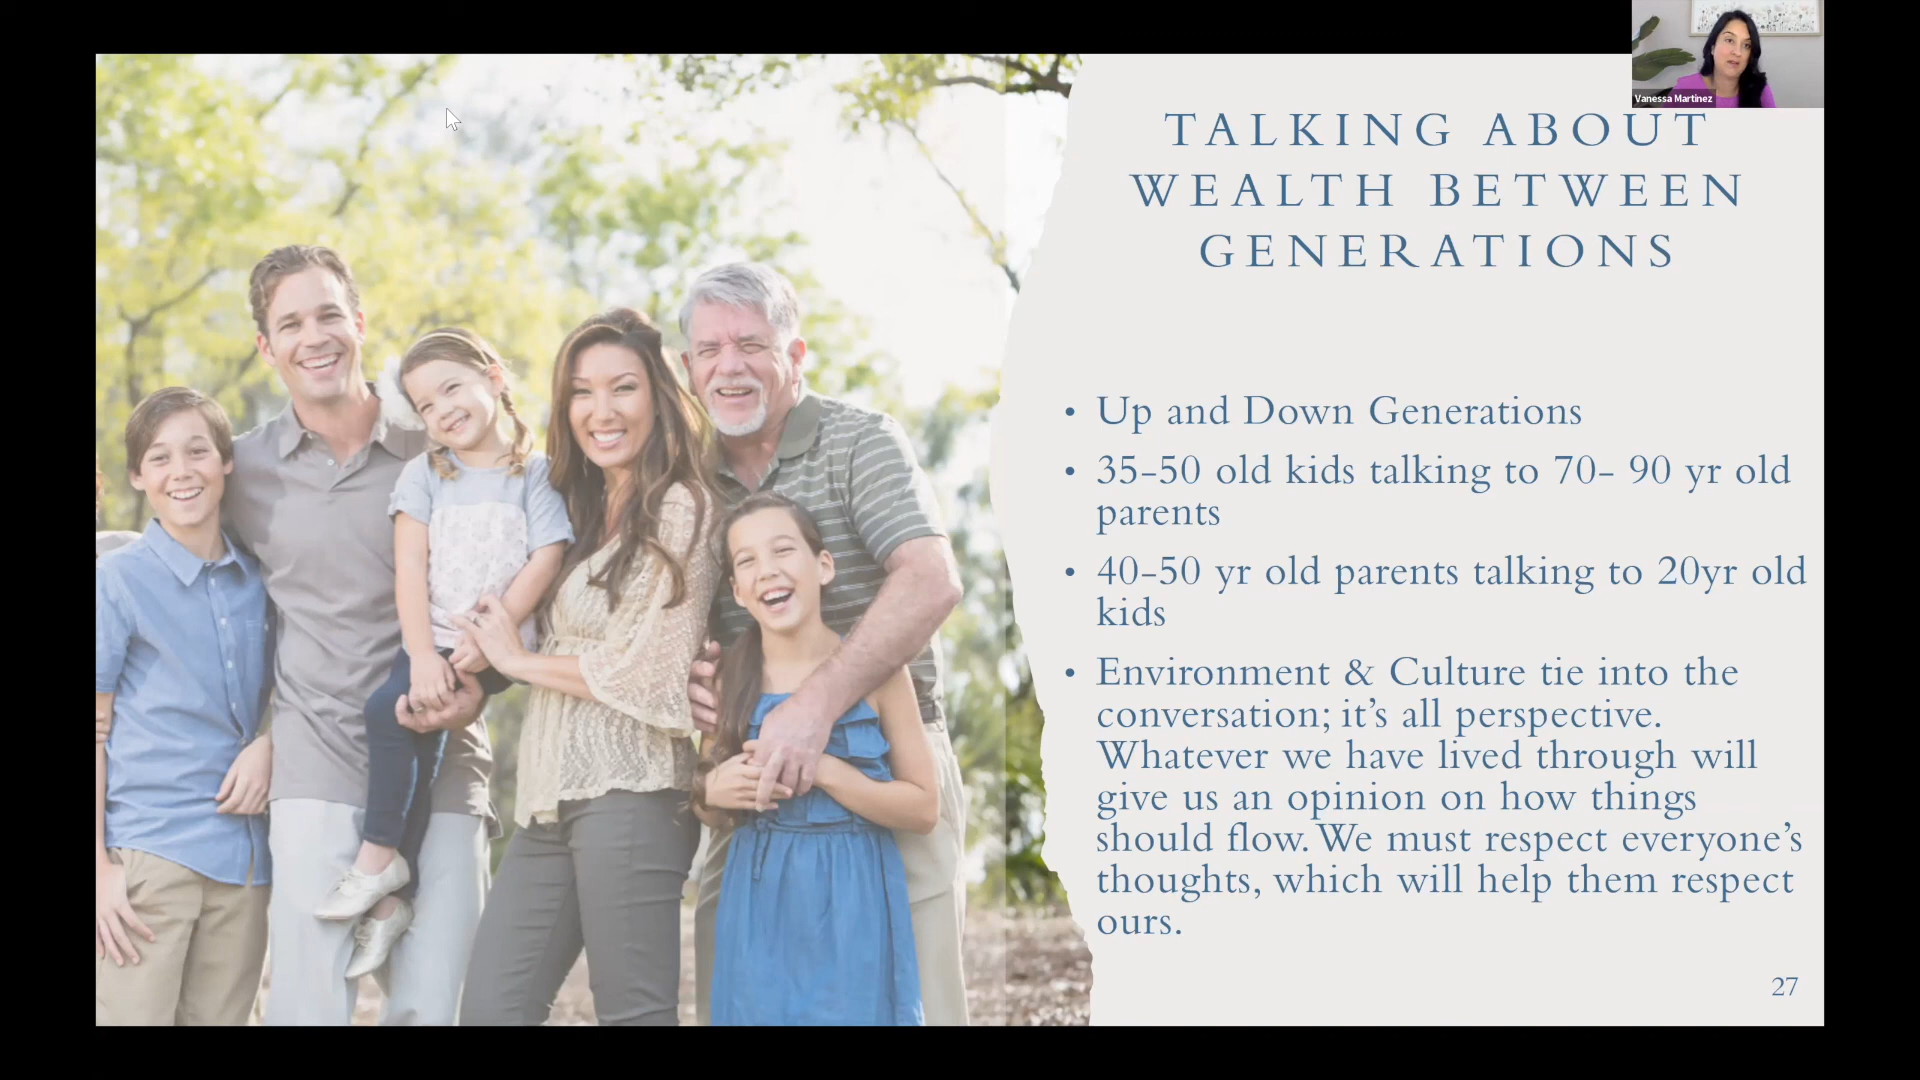 Vanessa Martinez
TALKING ABOUT
WEALTH BETWEEN
GENERATIONS
• Up and Down Generations
• 35-50 old kids talking to 70- 90 yr old
parents
• 40-50 yr old parents talking to 20yr old
kids
• Environment & Culture tie into the
conversation; it’s all perspective.
Whatever we have lived through will
give us an opinion on how things
should flow. We must respect everyone’s
thoughts, which will help them respect
ours.
27